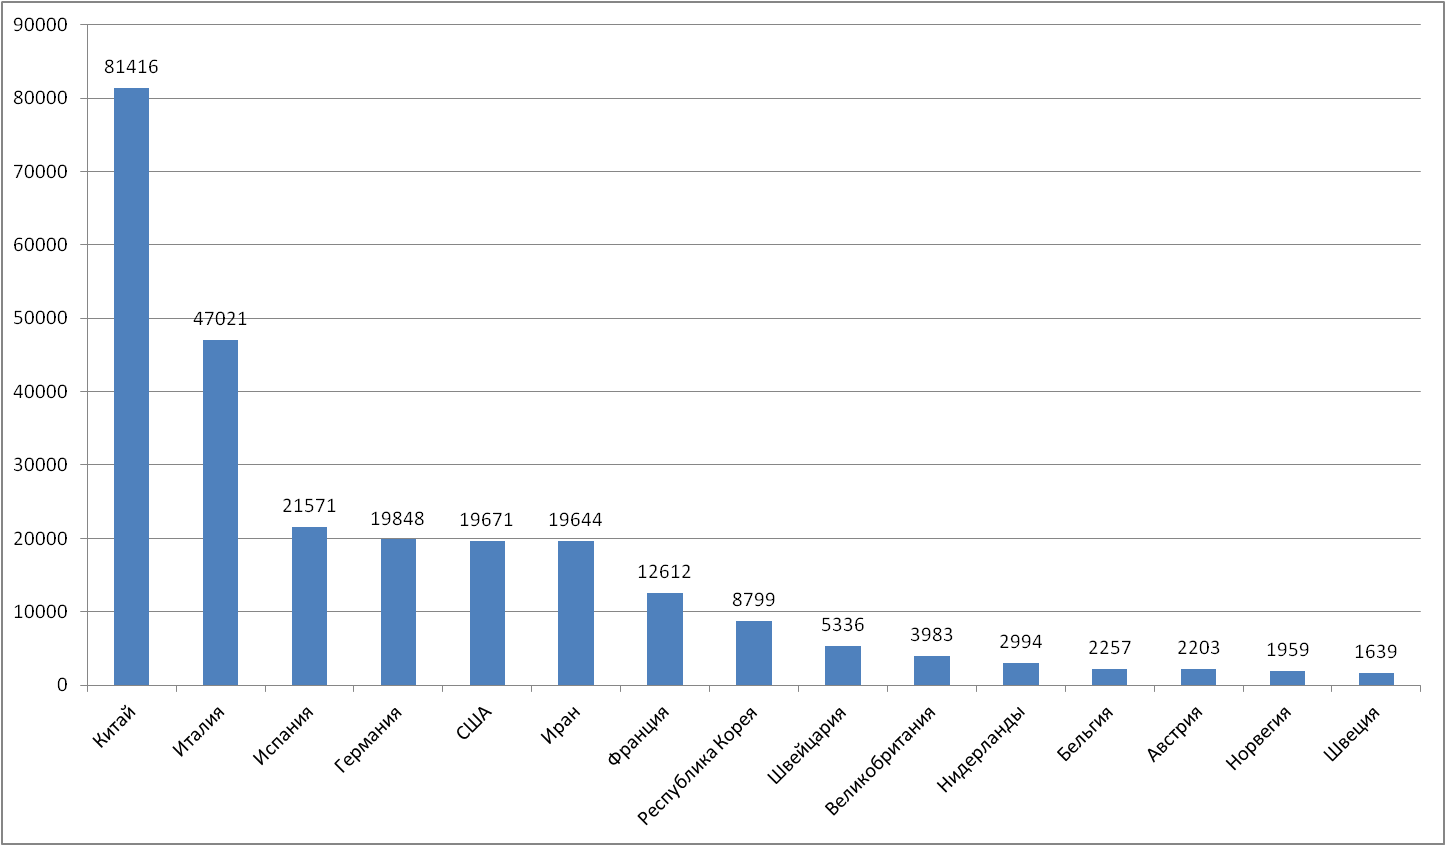 90000
80000
70000
60000
50000
40000
30000
20000
10000
0
81416
47021
21571
19848
19671
19644
12612
8799
5336
3983
2994
2257
2203
1959
1639
Китай
Италия
Испания
Германия
США
Иран
Франция
Республика Корея
Швейцария
Великобритания
Нидерланды
Бельгия
Австрия
Норвегия
Швеция